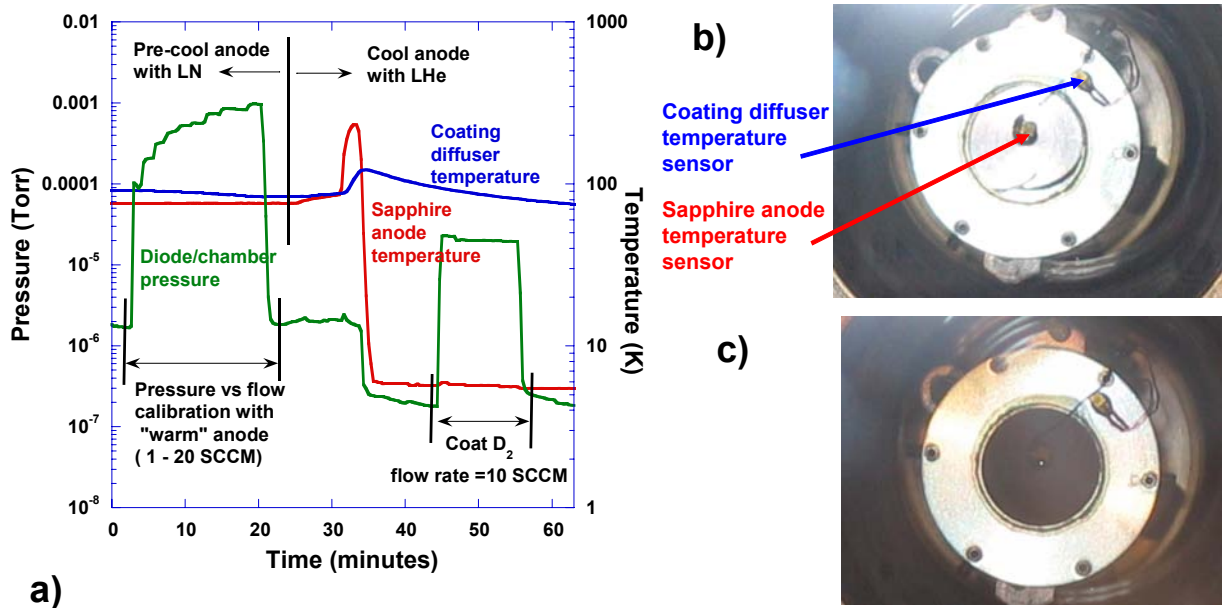 0.01
0.001
0.0001
10-5
10-6
10-7
10-8
Pressure (Torr)
1000
100
10
1
Temperature (K)
0
10
20
30
40
50
60
Time (minutes)
Pre-cool anode
with LN
Cool anode
with LHe
Coating
diffuser
temperature
Sapphire
anode
temperature
Diode/chamber
pressure
Pressure vs flow
calibration with
"warm" anode
( 1 - 20 SCCM)
Coat D2
flow rate =10 SCCM
a)
b)
Coating diffuser
temperature
sensor
Sapphire anode
temperature
sensor
c)